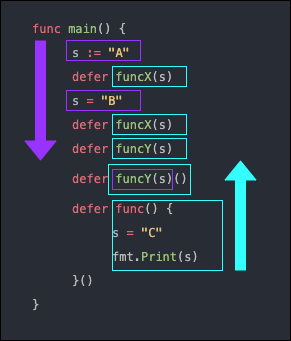 func main() {
s := "A"
defer funcX(s)
s = "B"
defer funcX(s)
defer funcY(s)
defer funcY(s)()
defer func() {
s = "C"
fmt.Print(s)
}()
}